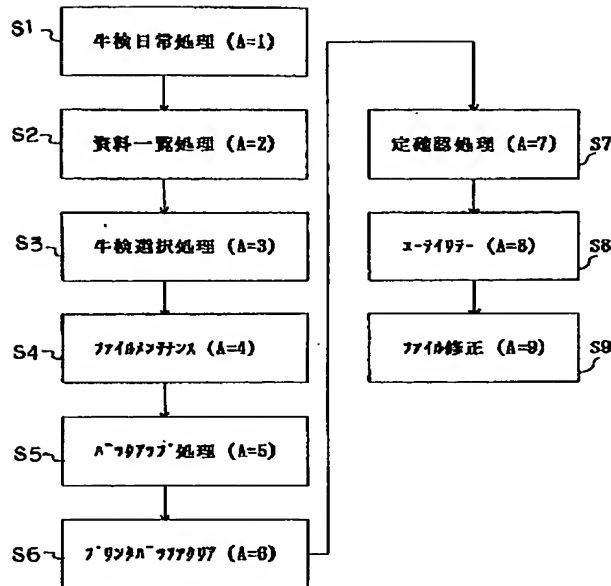 S1
牛検日常処理 (A=1)
S2
資料一覧処理 (A=2)
S3
牛検選択処理 (A=3)
S4
ファイルメンテナンス (A=4)
S5
バックアップ処理 (A=5)
S6
プリンタバッファクリア (A=6)
定確認処理 (A=7)
S7
ユーテイリテー (A=8)
S8
ファイル修正 (A=9)
S9